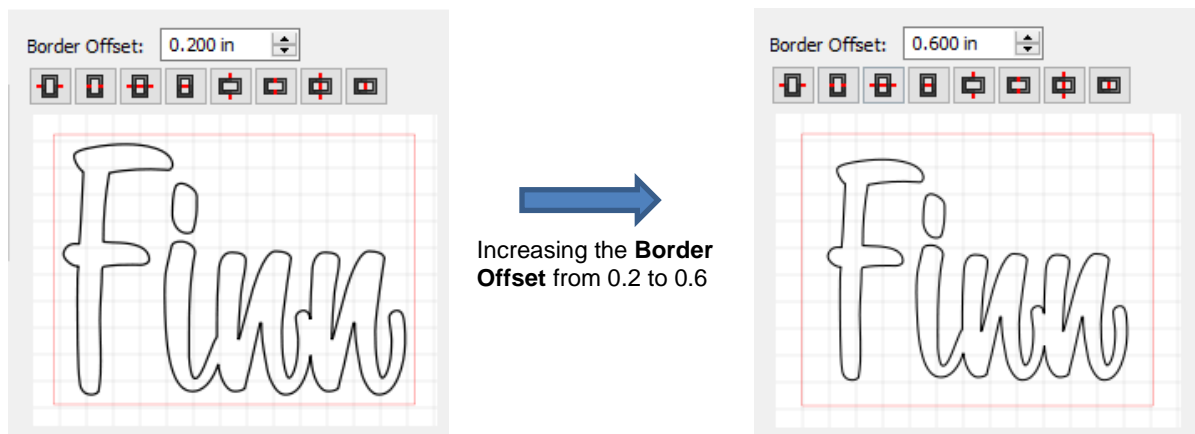 Border Offset: 0.200 in
Finn
Increasing the Border
Offset from 0.2 to 0.6
Border Offset: 0.600 in
Finn